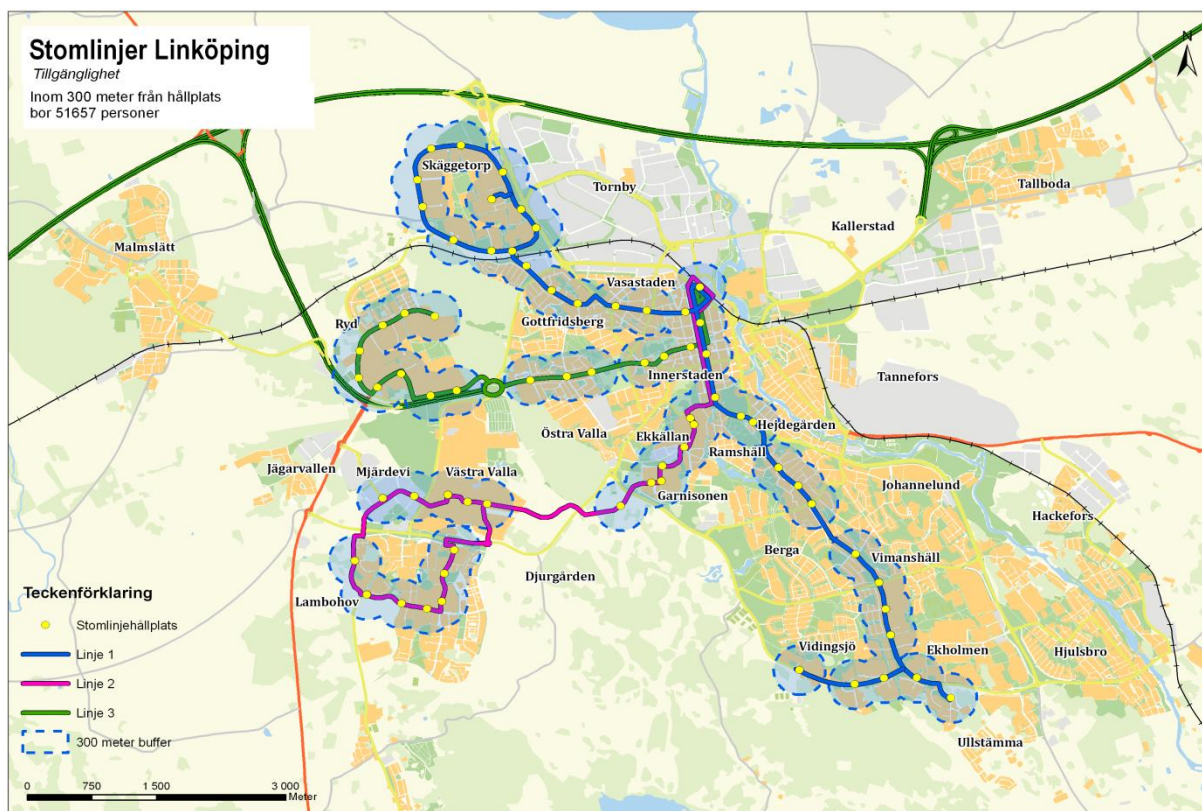 Stomlinjer Linköping
Tillgänglighet
Inom 300 meter från hållplats
bor 51657 personer
N
Skäggetorp
Tornby
Tallboda
Kallerstad
Malmslätt
Vasastaden
Ryd
Gottfridsberg
Innerstaden
Tannefors
Hejdegården
Östra Valla
Ekkällan
Ramshäll
Jägarvallen
Mjärdevi
Västra Valla
Garnisonen
Johannelund
Hackefors
Berga
Vimanshäll
Djurgården
Lambohov
Vidingsjö
Ekholmen
Hjulsbro
Ullstämma
Teckenförklaring
Stomlinjehållplats
Linje 1
Linje 2
Linje 3
300 meter buffer
0 750 1 500 3 000
Meter